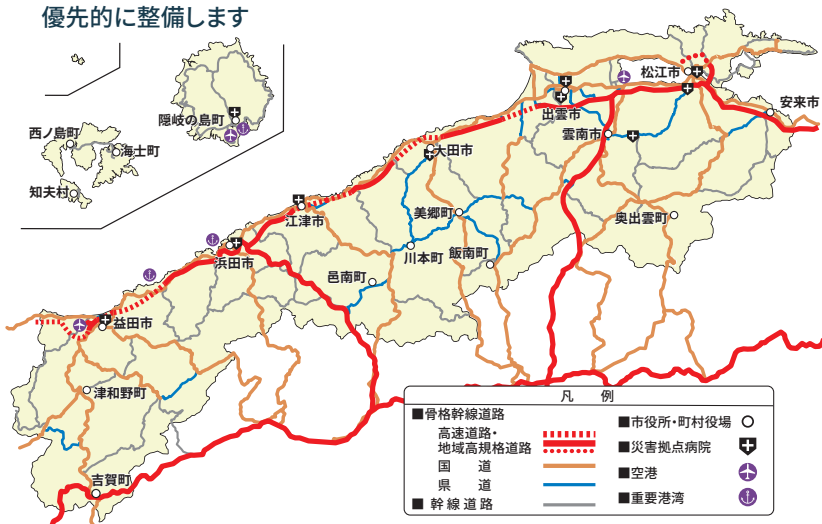 優先的に整備します
松江市
安来市
出雲市
雲南市
隠岐の島町
西ノ島町
海士町
知夫村
大田市
美郷町
奥出雲町
江津市
川本町
飯南町
浜田市
邑南町
益田市
津和野町
吉賀町
凡 例
■骨格幹線道路
高速道路・
地域高規格道路
国 道
県 道
■ 幹線道路
■市役所・町村役場
■災害拠点病院
■空港
■重要港湾